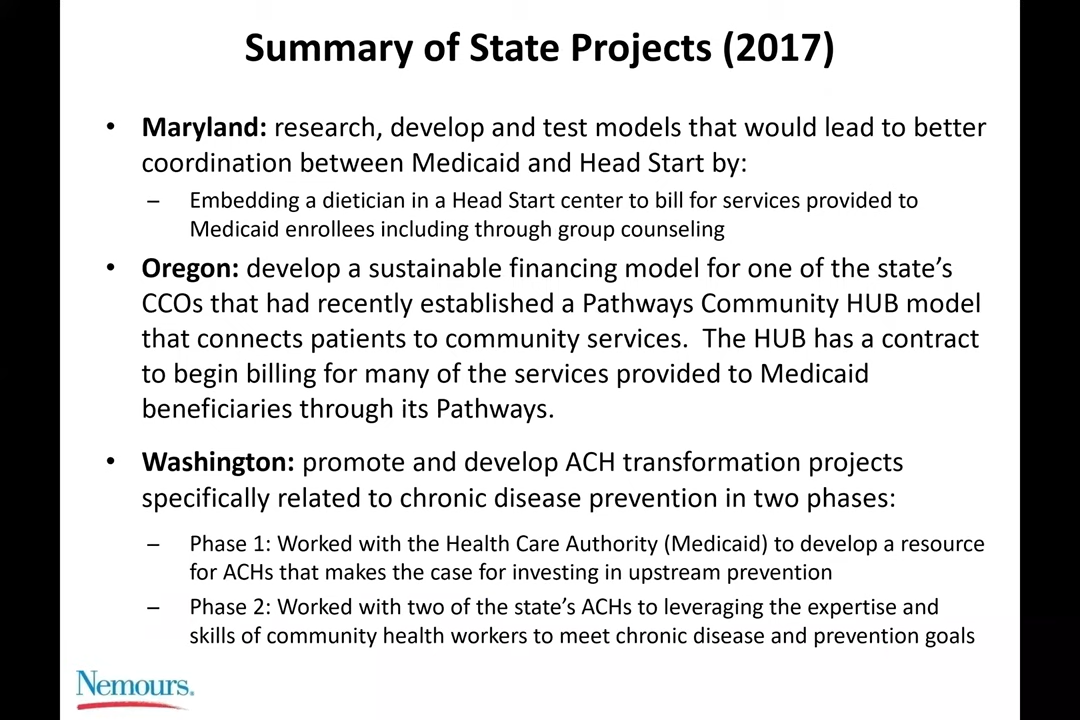 Summary of State Projects (2017)
• Maryland: research, develop and test models that would lead to better
coordination between Medicaid and Head Start by:
– Embedding a dietician in a Head Start center to bill for services provided to
Medicaid enrollees including through group counseling
• Oregon: develop a sustainable financing model for one of the state’s
CCOs that had recently established a Pathways Community HUB model
that connects patients to community services.  The HUB has a contract
to begin billing for many of the services provided to Medicaid
beneficiaries through its Pathways.
• Washington: promote and develop ACH transformation projects
specifically related to chronic disease prevention in two phases:
– Phase 1: Worked with the Health Care Authority (Medicaid) to develop a resource
for ACHs that makes the case for investing in upstream prevention
– Phase 2: Worked with two of the state’s ACHs to leveraging the expertise and
skills of community health workers to meet chronic disease and prevention goals
Nemours.